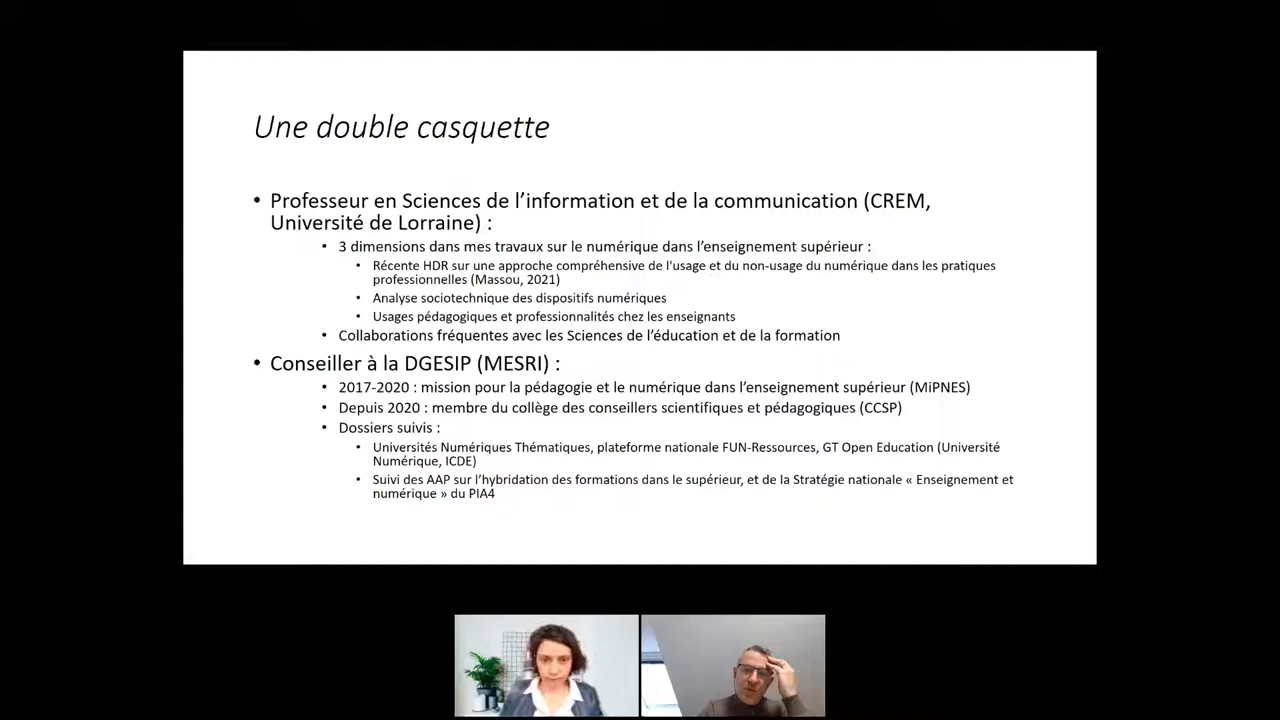 Une double casquette
• Professeur en Sciences de l’information et de la communication (CREM,
Université de Lorraine) :
• 3 dimensions dans mes travaux sur le numérique dans l’enseignement supérieur :
• Récente HDR sur une approche compréhensive de l'usage et du non-usage du numérique dans les pratiques
professionnelles (Massou, 2021)
• Analyse sociotechnique des dispositifs numériques
• Usages pédagogiques et professionnalités chez les enseignants
• Collaborations fréquentes avec les Sciences de l’éducation et de la formation
• Conseiller à la DGESIP (MESRI) :
• 2017-2020 : mission pour la pédagogie et le numérique dans l’enseignement supérieur (MiPNES)
• Depuis 2020 : membre du collège des conseillers scientifiques et pédagogiques (CCSP)
• Dossiers suivis :
• Universités Numériques Thématiques, plateforme nationale FUN-Ressources, GT Open Education (Université
Numérique, ICDE)
• Suivi des AAP sur l’hybridation des formations dans le supérieur, et de la Stratégie nationale « Enseignement et
numérique » du PIA4